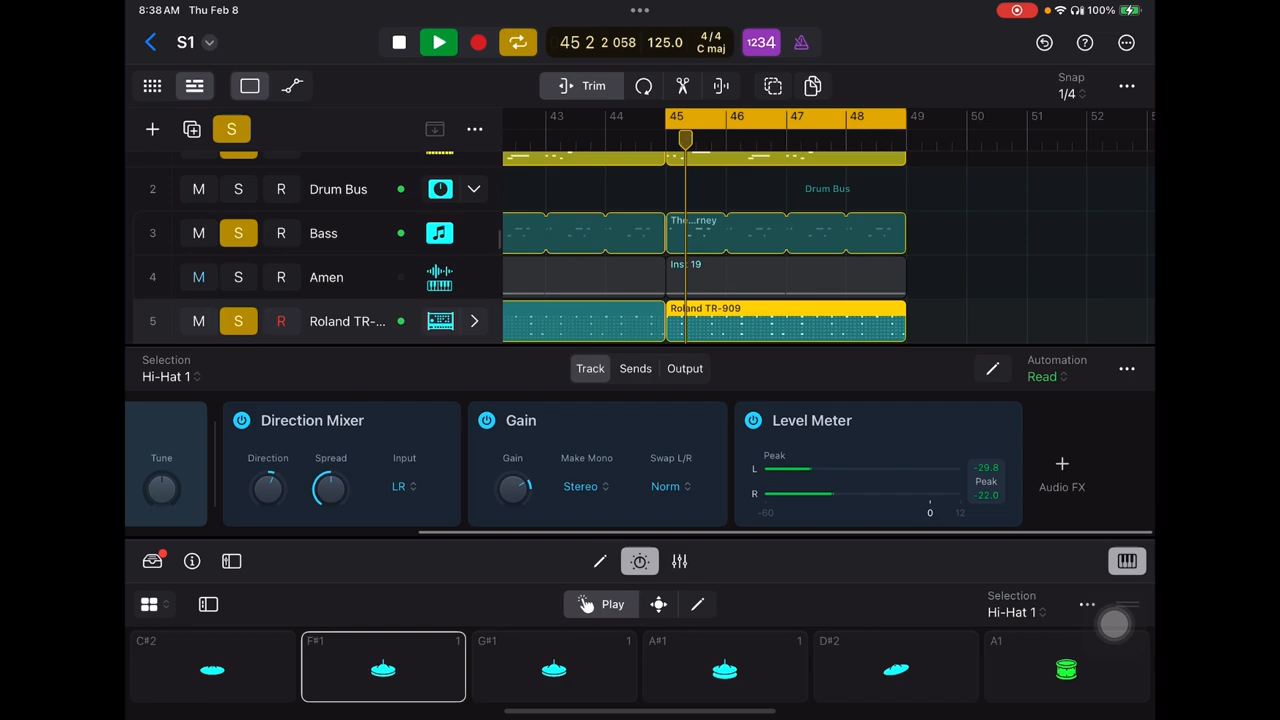 8:38 AM Thu Feb 8
100%
S1
45 2 2 058 125.0 4/4 C maj
1234
Trim
Snap
1/4
S
43 44 45 46 47 48 49 50 51 52
2 M S R Drum Bus
Drum Bus
3 M S R Bass
The...rney
4 M S R Amen
Inst 19
5 M S R Roland TR-...
Roland TR-909
Selection
Hi-Hat 1
Track Sends Output
Automation
Read
Tune
Direction Mixer
Direction Spread Input
LR
Gain
Gain Make Mono Swap L/R
Stereo Norm
Level Meter
Peak
L
R
-60 0 12
-29.8
Peak
-22.0
+
Audio FX
Play
Selection
Hi-Hat 1
C#2
F#1 1
G#1 1
A#1 1
D#2
A1